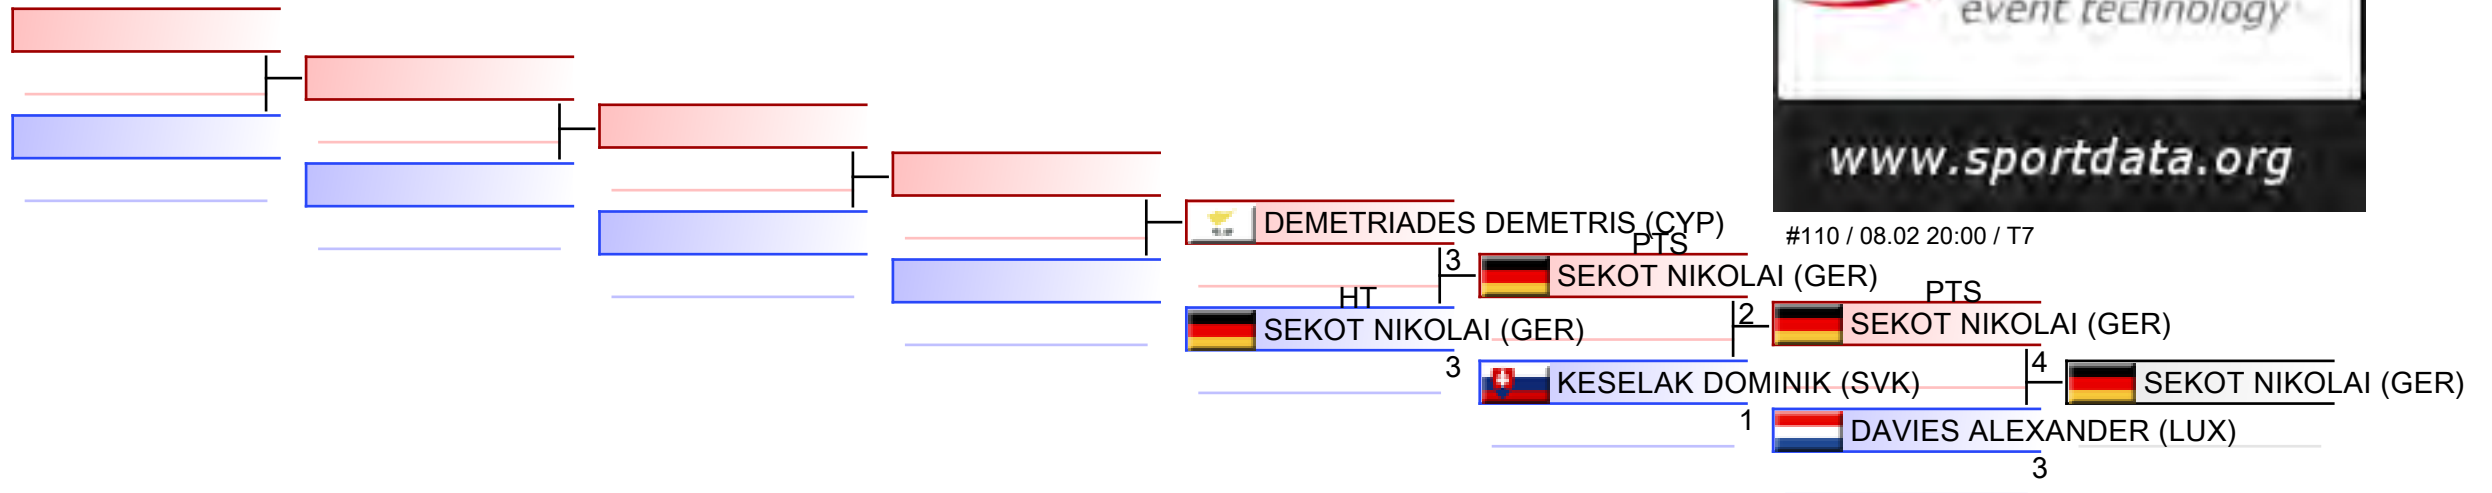 event technology
www.sportdata.org
DEMETRIADES DEMETRIS (CYP)
#110 / 08.02 20:00 / T7
PTS
3
SEKOT NIKOLAI (GER)
HT
PTS
SEKOT NIKOLAI (GER)
2
SEKOT NIKOLAI (GER)
3
KESELAK DOMINIK (SVK)
4
SEKOT NIKOLAI (GER)
1
DAVIES ALEXANDER (LUX)
3